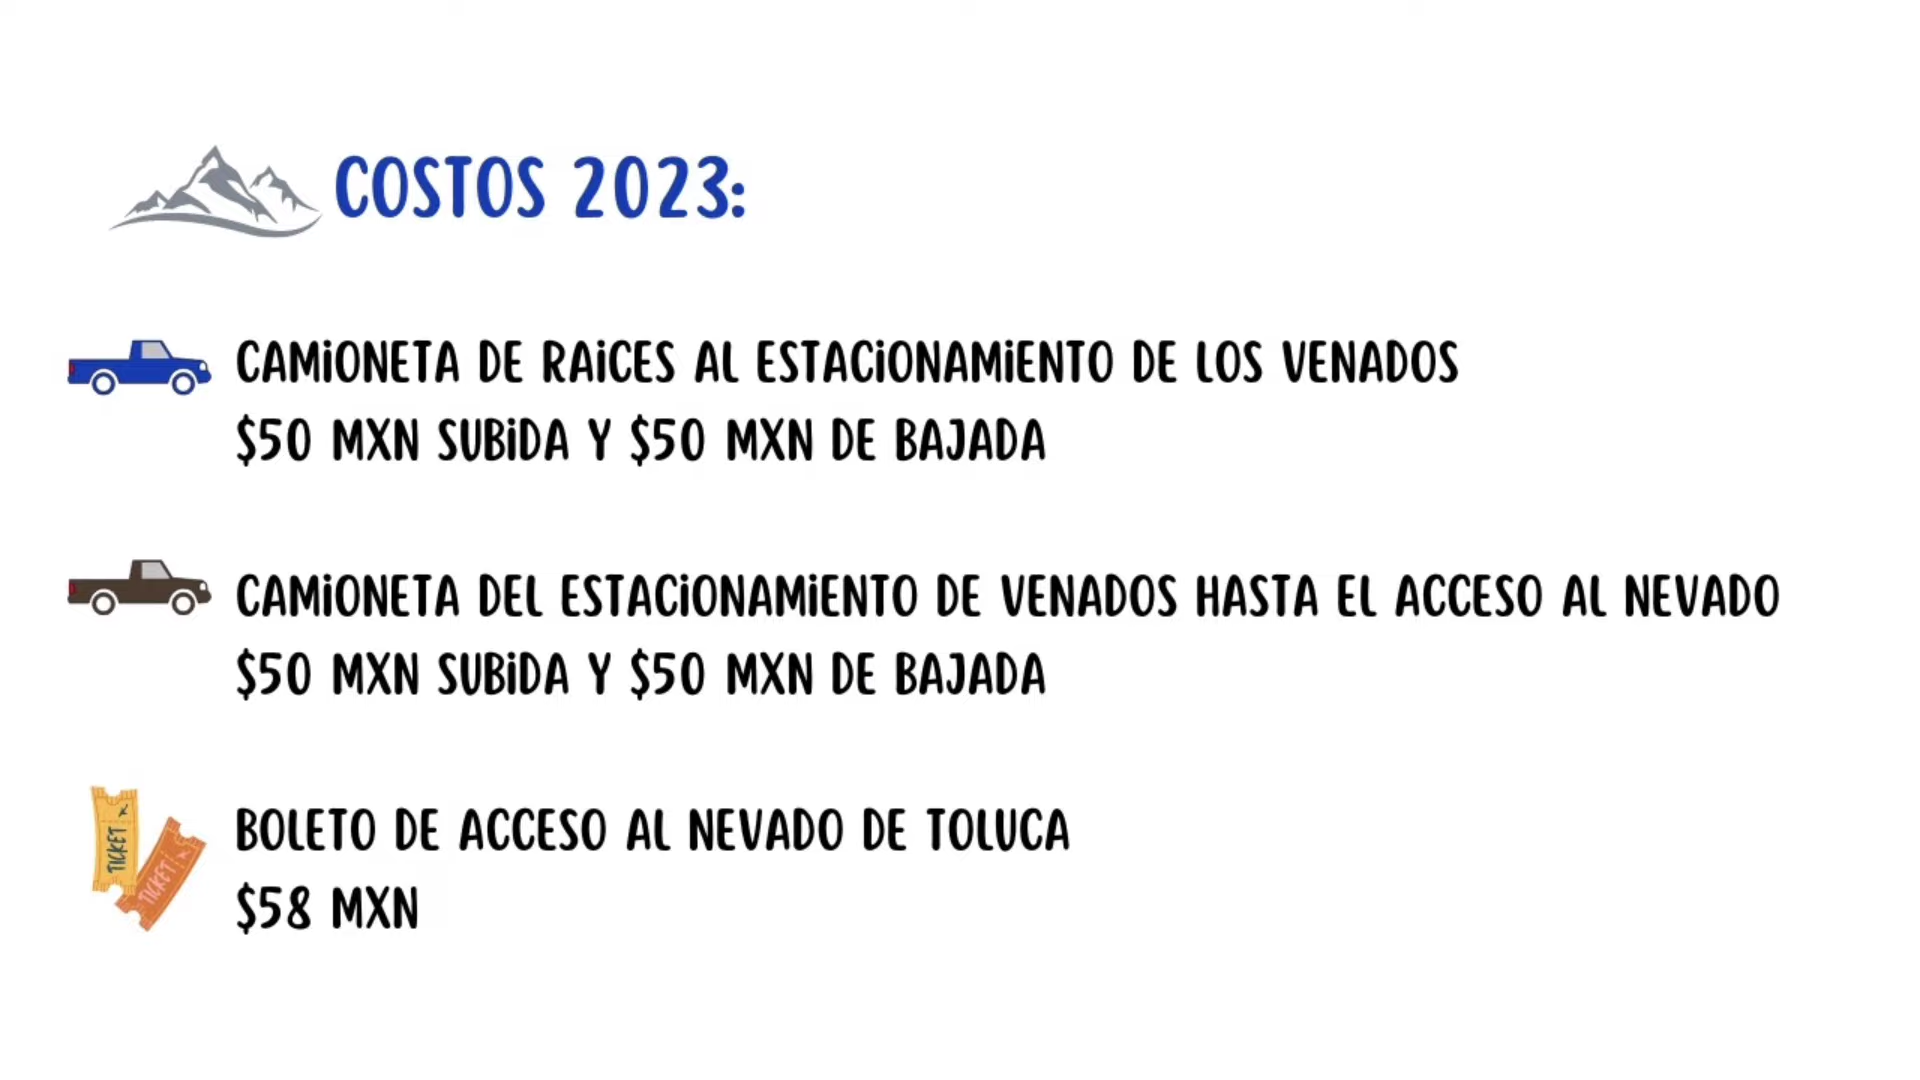 COSTOS 2023:
CAMiONETA DE RAiCES AL ESTACiONAMiENTO DE LOS VENADOS
$50 MXN SUBiDA Y $50 MXN DE BAJADA
CAMiONETA DEL ESTACiONAMiENTO DE VENADOS HASTA EL ACCESO AL NEVADO
$50 MXN SUBiDA Y $50 MXN DE BAJADA
TICKET
TICKET
BOLETO DE ACCESO AL NEVADO DE TOLUCA
$58 MXN